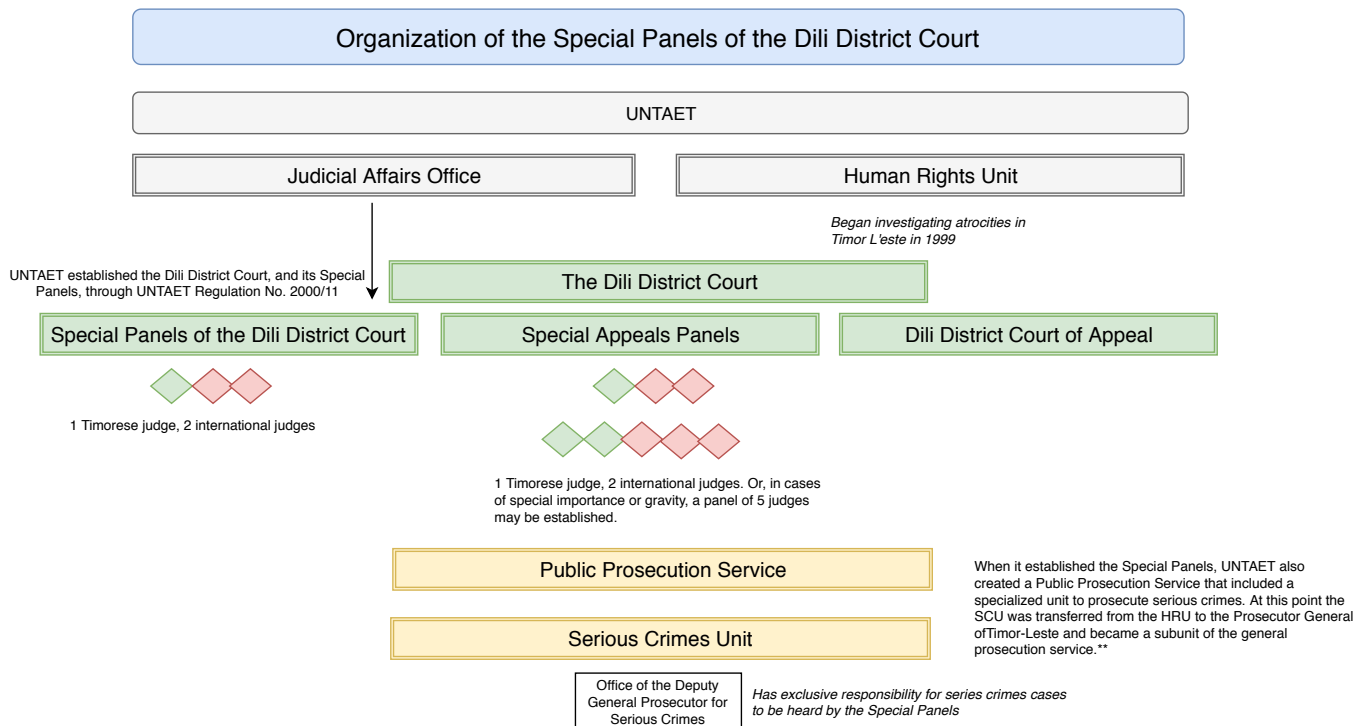 Organization of the Special Panels of the Dili District Court
UNTAET
Judicial Affairs Office
Human Rights Unit
Began investigating atrocities in
Timor L'este in 1999
UNTAET established the Dili District Court, and its Special
Panels, through UNTAET Regulation No. 2000/11
The Dili District Court
Special Panels of the Dili District Court
Special Appeals Panels
Dili District Court of Appeal
1 Timorese judge, 2 international judges
1 Timorese judge, 2 international judges. Or, in cases
of special importance or gravity, a panel of 5 judges
may be established.
Public Prosecution Service
When it established the Special Panels, UNTAET also
created a Public Prosecution Service that included a
specialized unit to prosecute serious crimes. At this point the
SCU was transferred from the HRU to the Prosecutor General
ofTimor-Leste and became a subunit of the general
prosecution service.**
Serious Crimes Unit
Office of the Deputy
General Prosecutor for
Serious Crimes
Has exclusive responsibility for series crimes cases
to be heard by the Special Panels